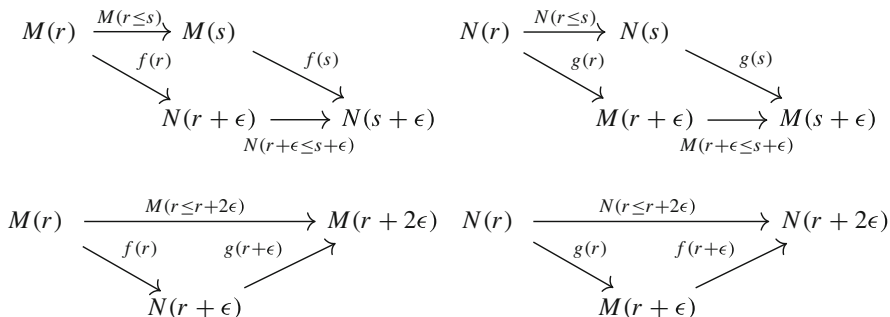 M(r) M(r≤s) M(s) N(r) N(r≤s) N(s)
f(r) f(s) g(r) g(s)
N(r + ϵ) N(s + ϵ) M(r + ϵ) M(s + ϵ)
N(r+ϵ≤s+ϵ) M(r+ϵ≤s+ϵ)
M(r) M(r≤r+2ϵ) M(r + 2ϵ) N(r) N(r≤r+2ϵ) N(r + 2ϵ)
f(r) g(r+ϵ) g(r) f(r+ϵ)
N(r + ϵ) M(r + ϵ)